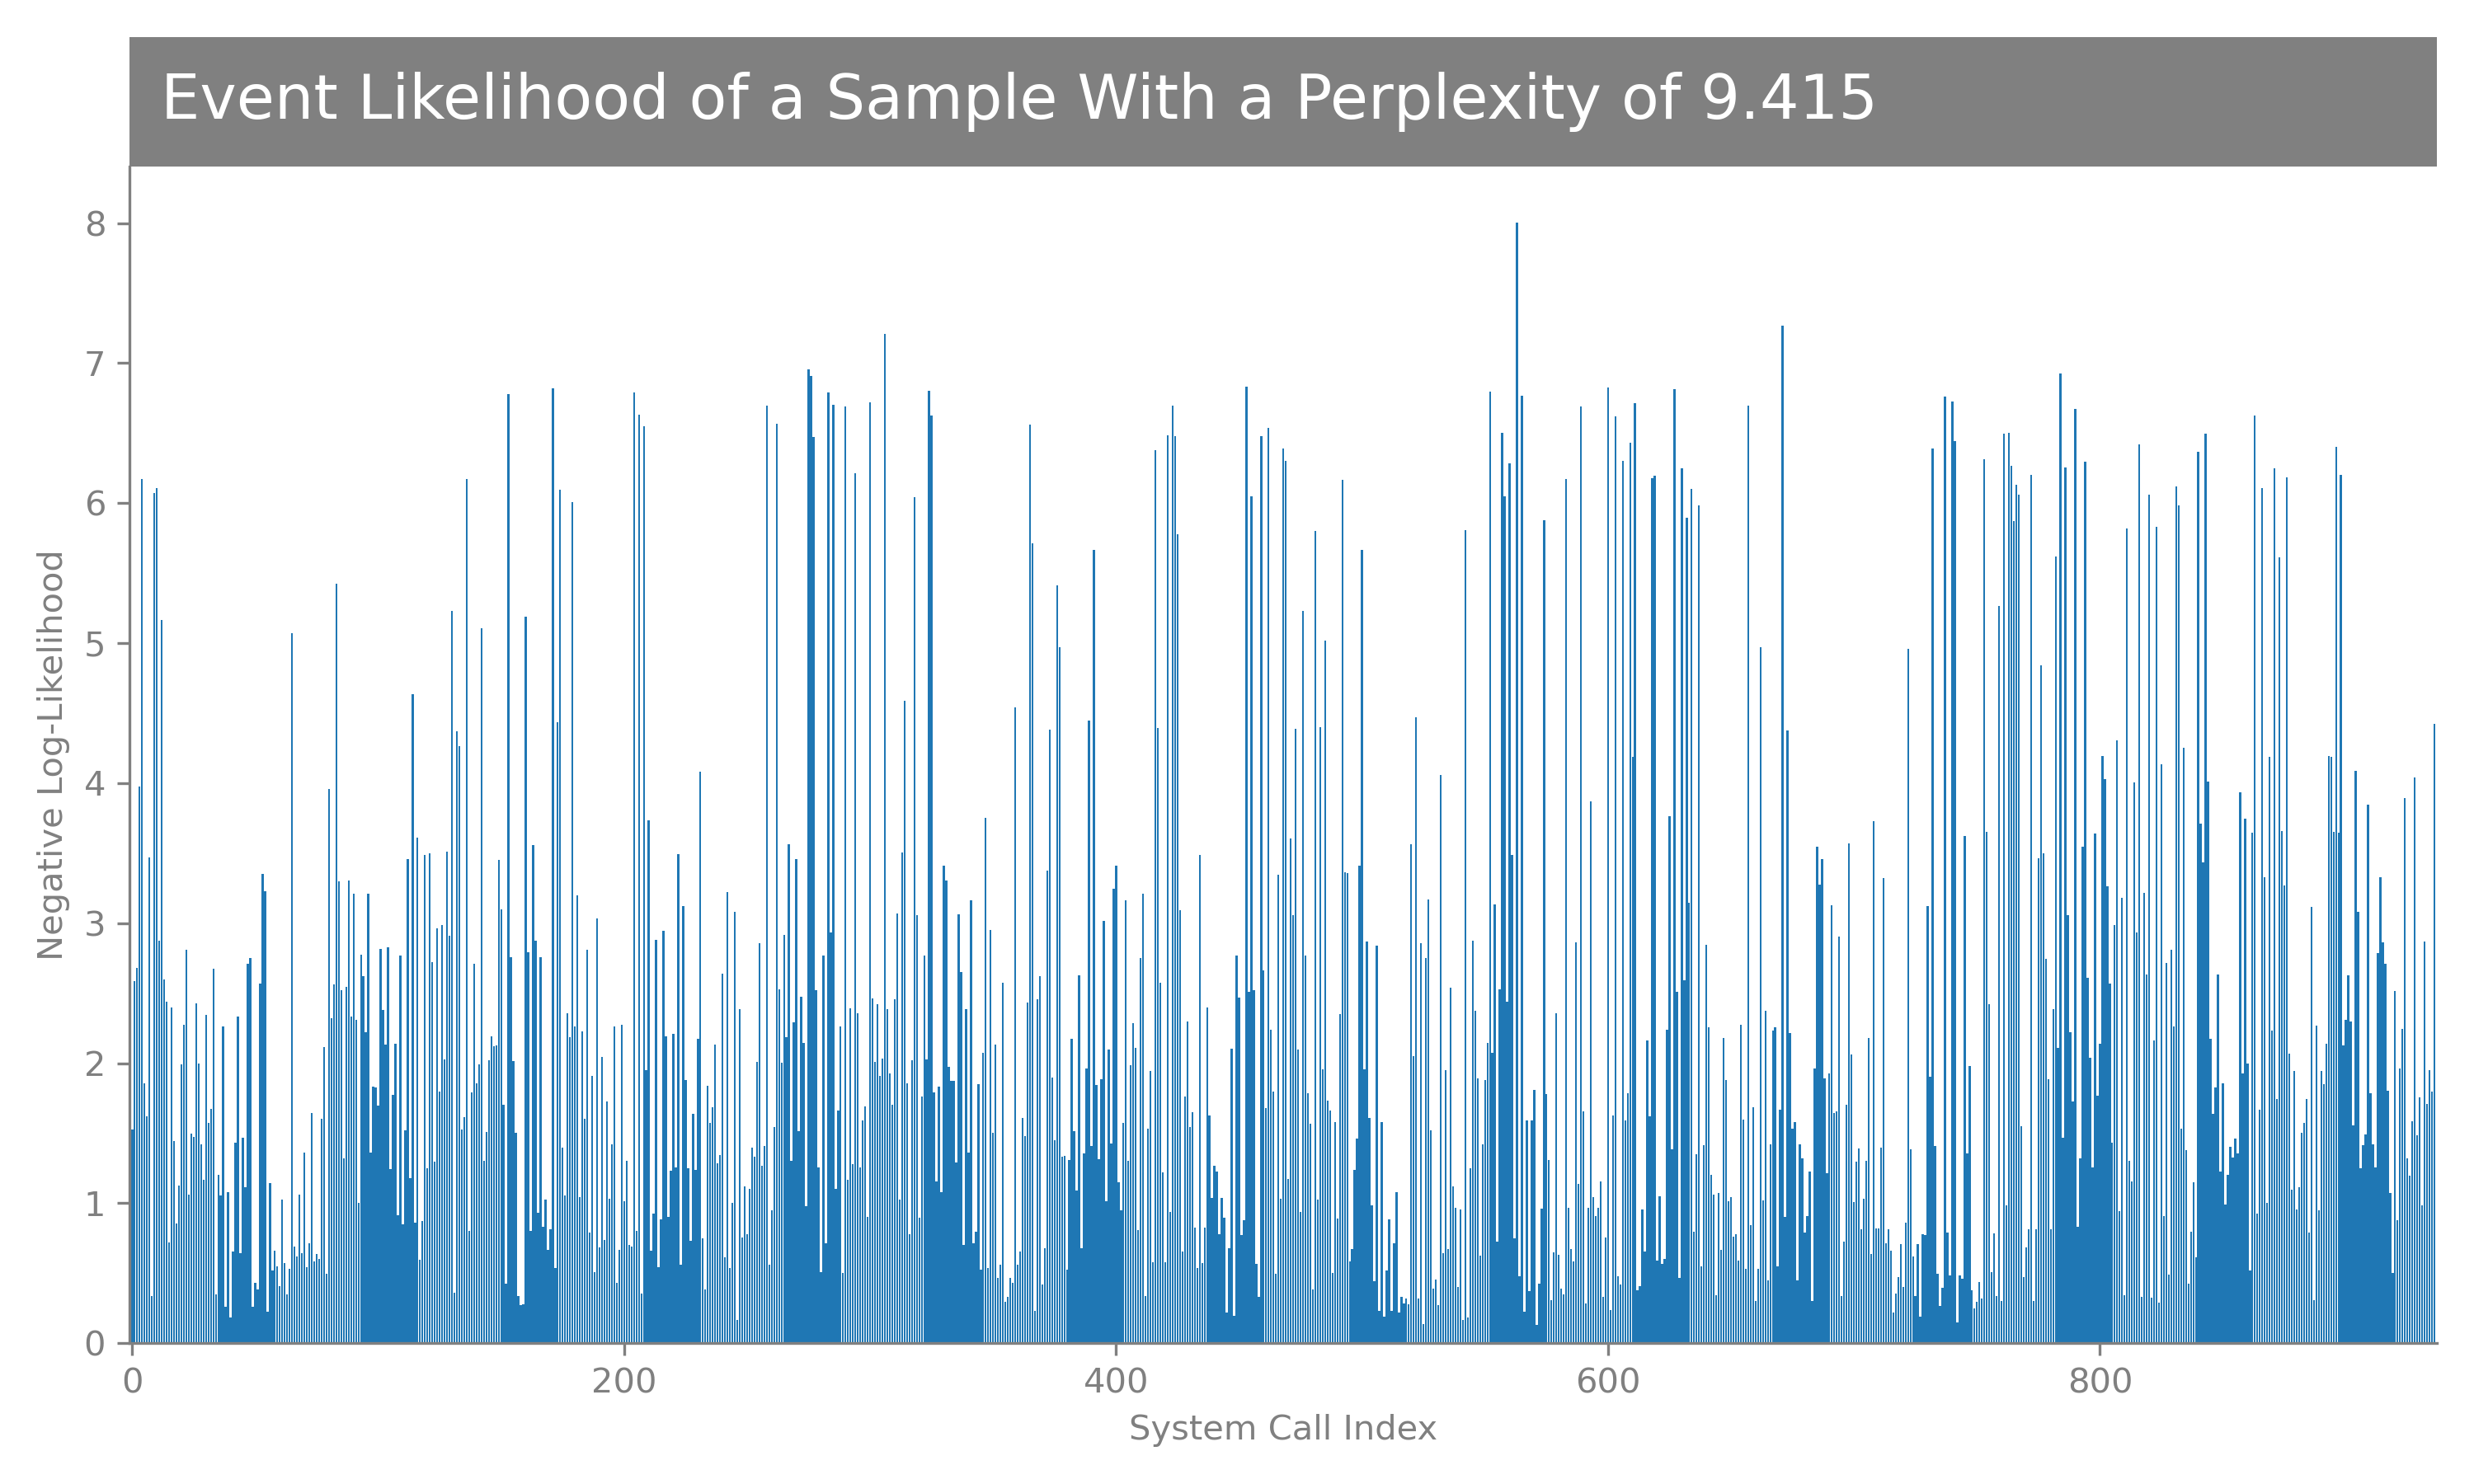 Event Likelihood of a Sample With a Perplexity of 9.415
8
7
6
5
4
3
2
1
0
Negative Log-Likelihood
0 200 400 600 800
System Call Index